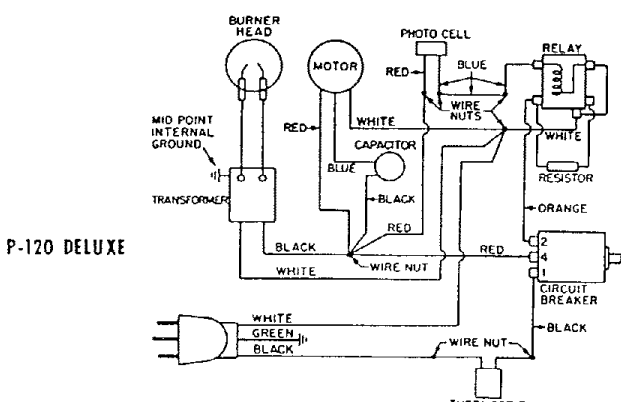 BURNER
HEAD
PHOTO CELL
RELAY
MOTOR
RED
BLUE
WIRE
NUTS
WHITE
RED
WHITE
MID POINT
INTERNAL
GROUND
CAPACITOR
BLUE
RESISTOR
TRANSFORMER
BLACK
ORANGE
RED
P-120 DELUXE
BLACK
RED
2
4
1
WHITE
WIRE NUT
CIRCUIT
BREAKER
WHITE
GREEN
BLACK
WIRE NUT
BLACK